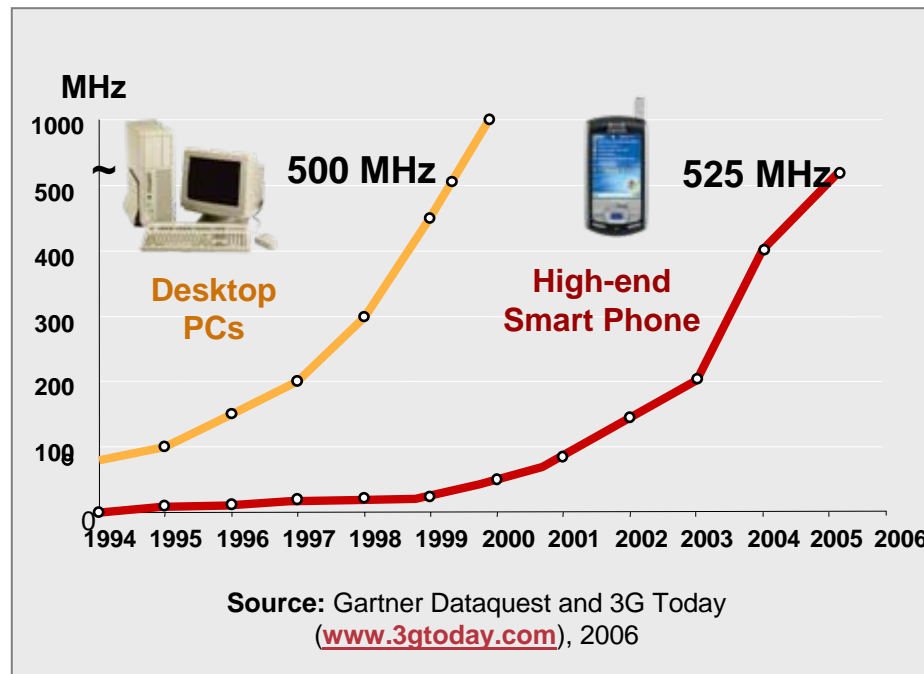 MHz
1000
~
500
400
300
200
100
0
500 MHz
525 MHz
Desktop
PCs
High-end
Smart Phone
1994 1995 1996 1997 1998 1999 2000 2001 2002 2003 2004 2005 2006
Source: Gartner Dataquest and 3G Today
(www.3gtoday.com), 2006